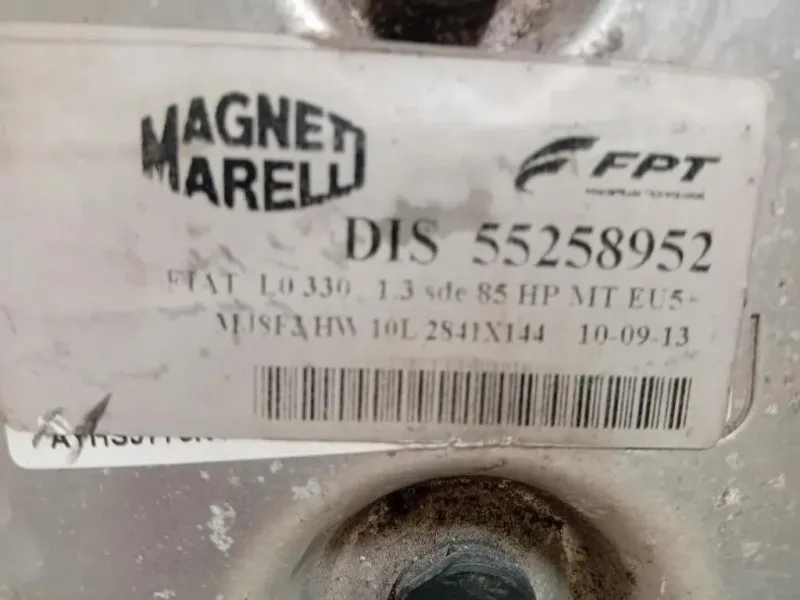 MAGNETI
MARELLI
FPT
DIS 55258952
FIAT L0 330 1.3 sde 85 HP MT EU5+
HW 10L 2841X144 10-09-13